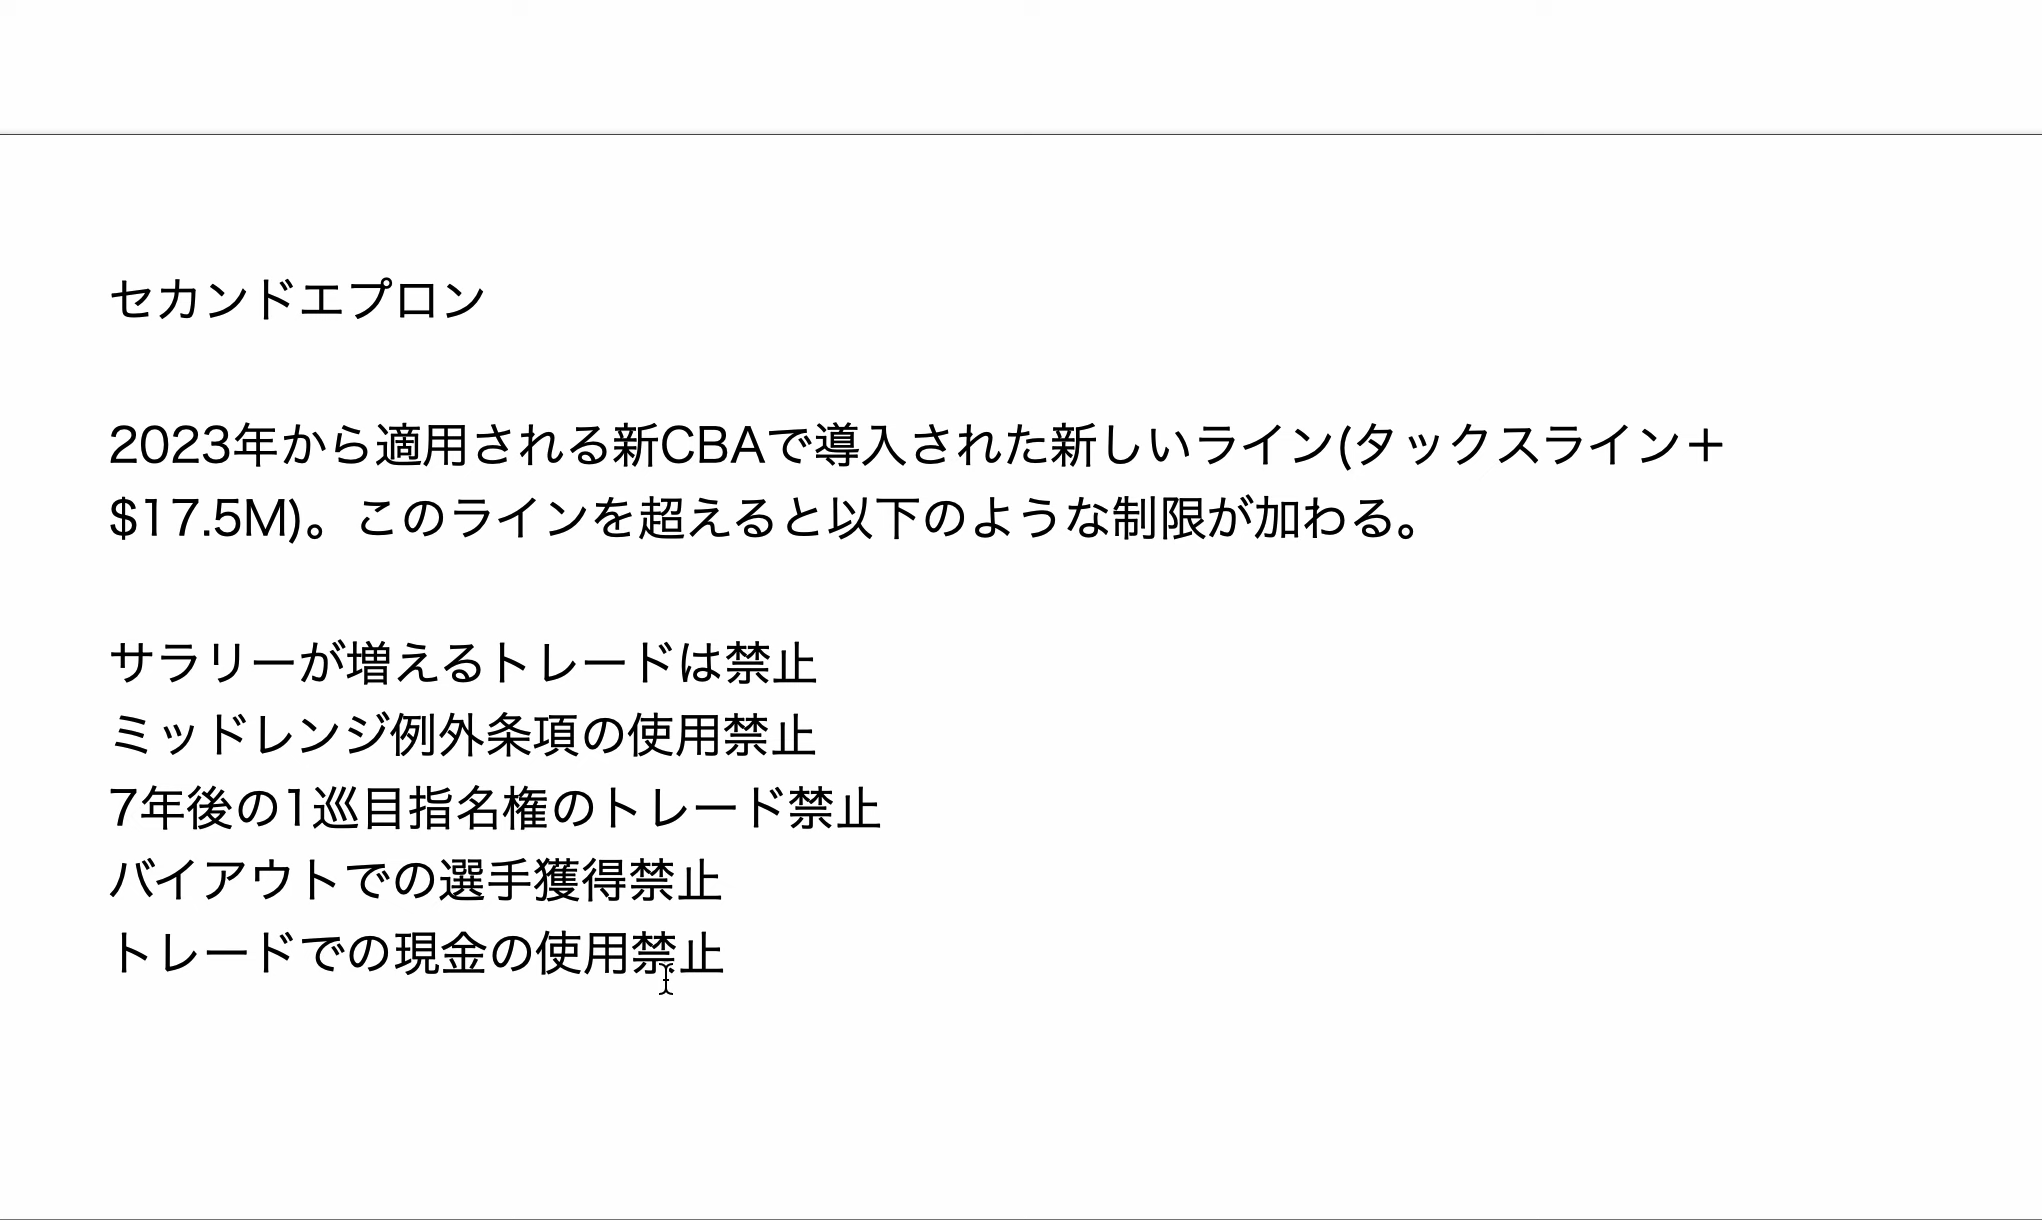 セカンドエプロン
2023年から適用される新CBAで導入された新しいライン(タックスライン＋
$17.5M)。このラインを超えると以下のような制限が加わる。
サラリーが増えるトレードは禁止
ミッドレンジ例外条項の使用禁止
7年後の1巡目指名権のトレード禁止
バイアウトでの選手獲得禁止
トレードでの現金の使用禁止